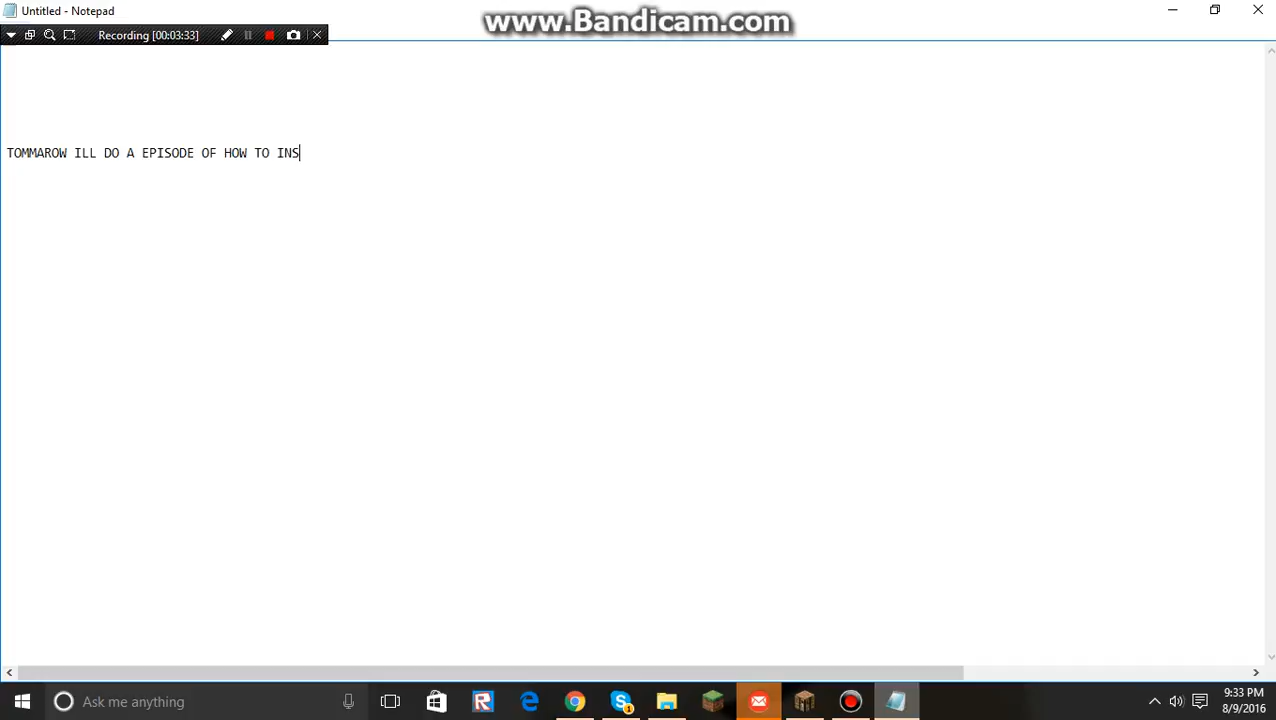 Untitled - Notepad
www.Bandicam.com
Recording [00:03:33]
TOMMAROW ILL DO A EPISODE OF HOW TO INS
Ask me anything
1
9:33 PM
8/9/2016